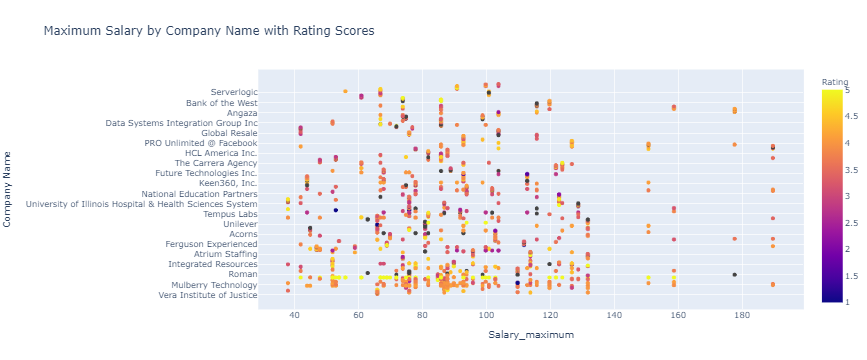 Maximum Salary by Company Name with Rating Scores
Rating
Company Name
Serverlogic
Bank of the West
Angaza
Data Systems Integration Group Inc
Global Resale
PRO Unlimited @ Facebook
HCL America Inc.
The Carrera Agency
Future Technologies Inc.
Keen360, Inc.
National Education Partners
University of Illinois Hospital & Health Sciences System
Tempus Labs
Unilever
Acorns
Ferguson Experienced
Atrium Staffing
Integrated Resources
Roman
Mulberry Technology
Vera Institute of Justice
40 60 80 100 120 140 160 180
Salary_maximum
5
4.5
4
3.5
3
2.5
2
1.5
1